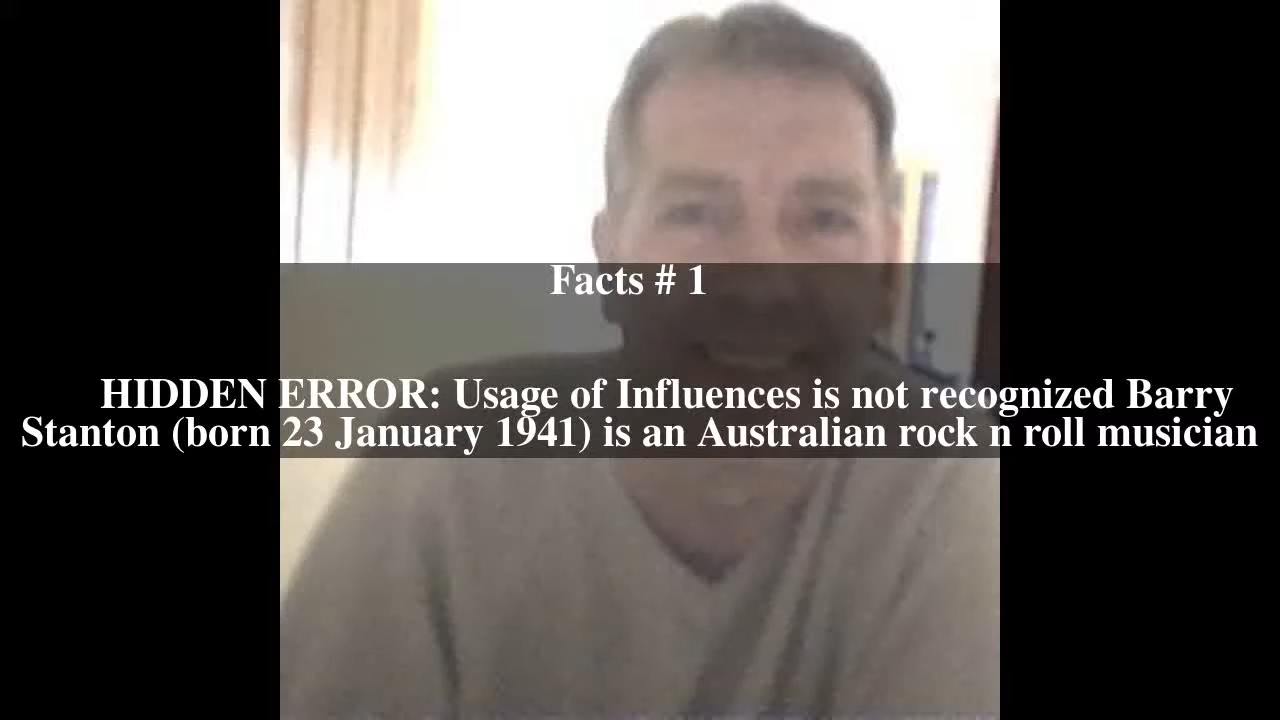 Facts # 1
HIDDEN ERROR: Usage of Influences is not recognized Barry
Stanton (born 23 January 1941) is an Australian rock n roll musician